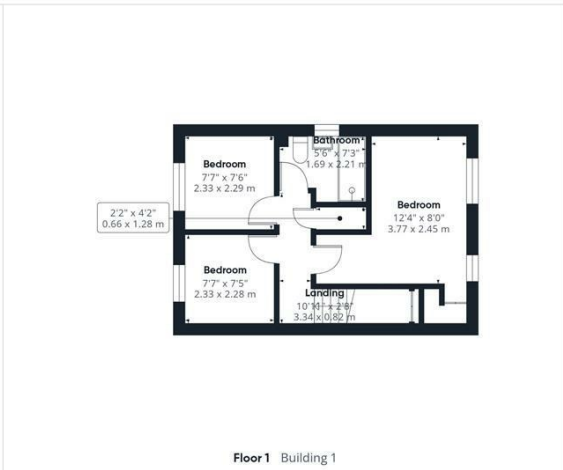 Bathroom
5'6" x 7'3"
1.69 x 2.21 m
Bedroom
7'7" x 7'6"
2.33 x 2.29 m
Bedroom
12'4" x 8'0"
3.77 x 2.45 m
2'2" x 4'2"
0.66 x 1.28 m
Bedroom
7'7" x 7'5"
2.33 x 2.28 m
Landing
10'11" x 2'8"
3.34 x 0.82 m
Floor 1 Building 1